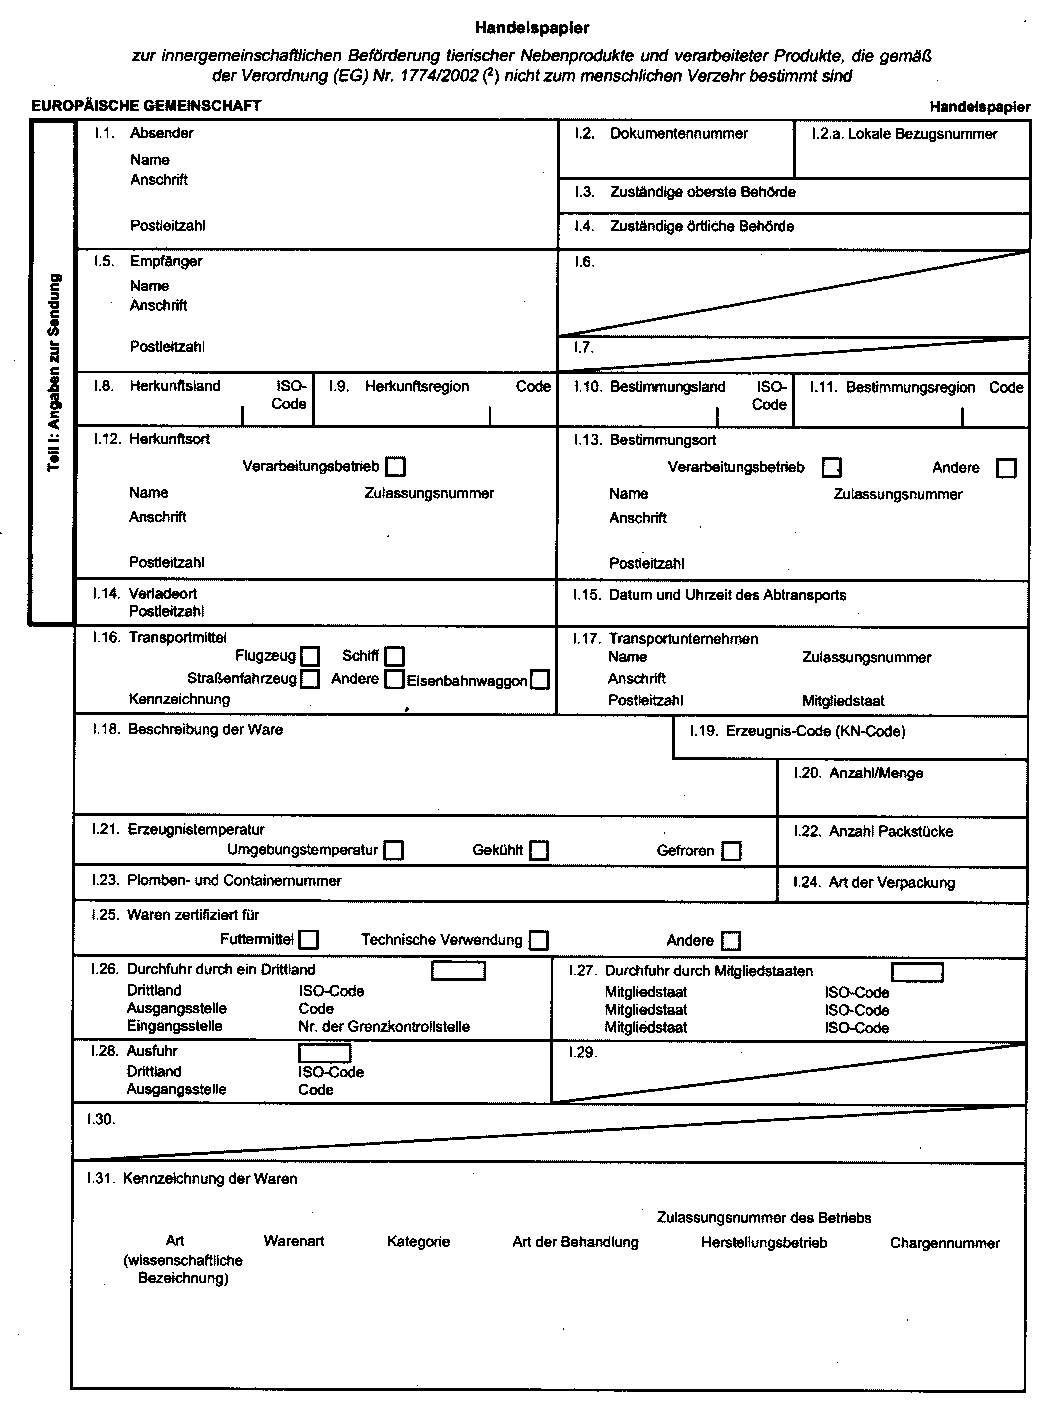 Handelspapier
zur innergemeinschaftlichen Beförderung tierischer Nebenprodukte und verarbeiteter Produkte, die gemäß
der Verordnung (EG) Nr. 1774/2002 (²) nicht zum menschlichen Verzehr bestimmt sind
EUROPÄISCHE GEMEINSCHAFT Handelspapier
Teil I: Angaben zur Sendung
I.1. Absender
Name
Anschrift
Postleitzahl
I.2. Dokumentennummer
I.2.a. Lokale Bezugsnummer
I.3. Zuständige oberste Behörde
I.4. Zuständige örtliche Behörde
I.5. Empfänger
Name
Anschrift
Postleitzahl
I.6.
I.7.
I.8. Herkunftsland ISO-
Code
I.9. Herkunftsregion Code
I.10. Bestimmungsland ISO-
Code
I.11. Bestimmungsregion Code
I.12. Herkunftsort
Verarbeitungsbetrieb
Name Zulassungsnummer
Anschrift
Postleitzahl
I.13. Bestimmungsort
Verarbeitungsbetrieb Andere
Name Zulassungsnummer
Anschrift
Postleitzahl
I.14. Verladeort
Postleitzahl
I.15. Datum und Uhrzeit des Abtransports
I.16. Transportmittel
Flugzeug Schiff
Straßenfahrzeug Andere Eisenbahnwaggon
Kennzeichnung
I.17. Transportunternehmen
Name Zulassungsnummer
Anschrift
Postleitzahl Mitgliedstaat
I.18. Beschreibung der Ware
I.19. Erzeugnis-Code (KN-Code)
I.20. Anzahl/Menge
I.21. Erzeugnistemperatur
Umgebungstemperatur Gekühlt Gefroren
I.22. Anzahl Packstücke
I.23. Plomben- und Containernummer
I.24. Art der Verpackung
I.25. Waren zertifiziert für
Futtermittel Technische Verwendung Andere
I.26. Durchfuhr durch ein Drittland
Drittland ISO-Code
Ausgangsstelle Code
Eingangsstelle Nr. der Grenzkontrollstelle
I.27. Durchfuhr durch Mitgliedstaaten
Mitgliedstaat ISO-Code
Mitgliedstaat ISO-Code
Mitgliedstaat ISO-Code
I.28. Ausfuhr
Drittland ISO-Code
Ausgangsstelle Code
I.29.
I.30.
I.31. Kennzeichnung der Waren
Zulassungsnummer des Betriebs
Art Warenart Kategorie Art der Behandlung Herstellungsbetrieb Chargennummer
(wissenschaftliche
Bezeichnung)